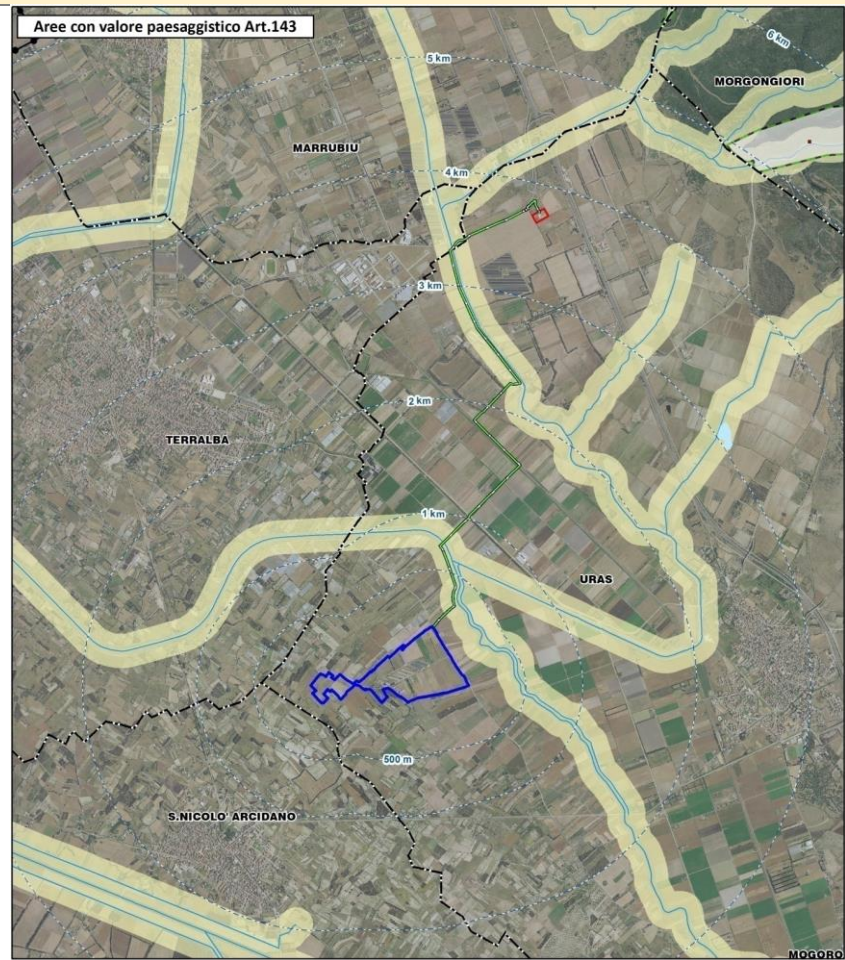 Aree con valore paesaggistico Art.143
6 km
5 km
MORGONGIORI
MARRUBIU
4 km
3 km
2 km
TERRALBA
1 km
URAS
500 m
S.NICOLO' ARCIDANO
MOGORO